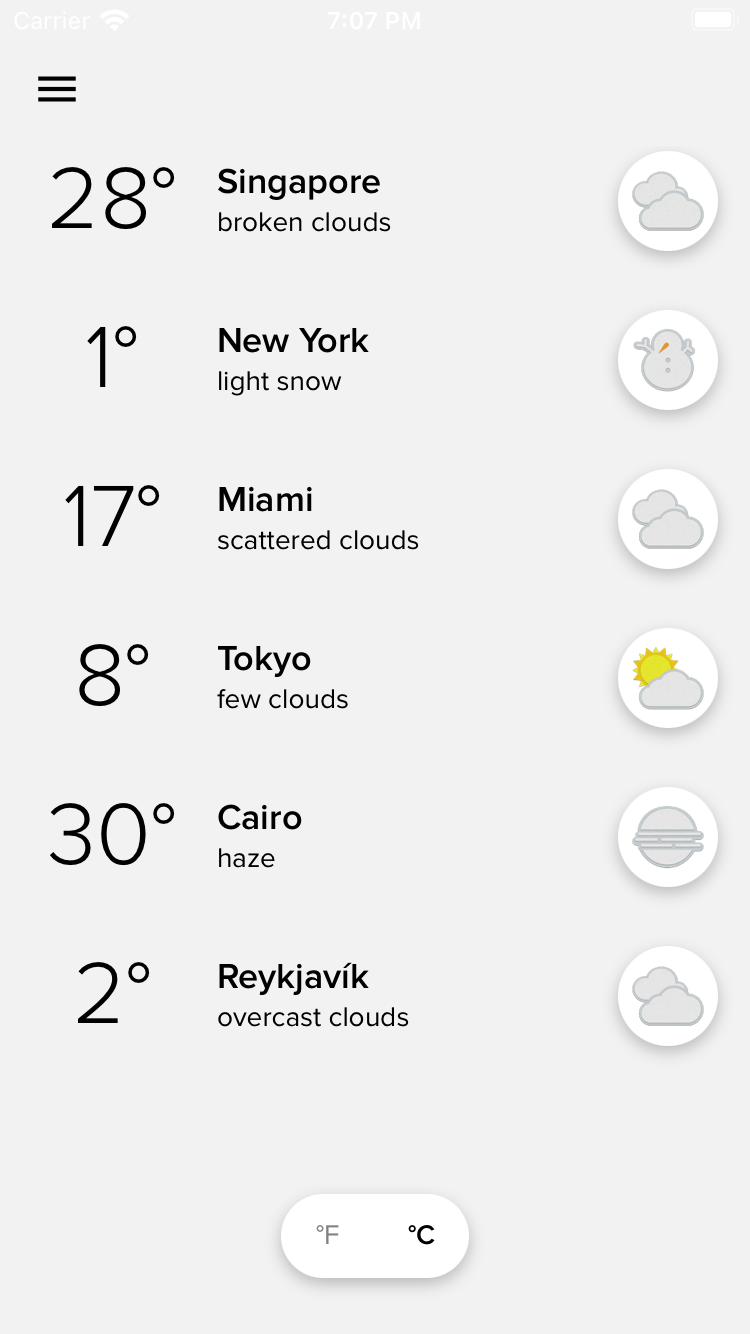 Carrier 7:07 PM
28° Singapore
broken clouds
1° New York
light snow
17° Miami
scattered clouds
8° Tokyo
few clouds
30° Cairo
haze
2° Reykjavík
overcast clouds
°F °C